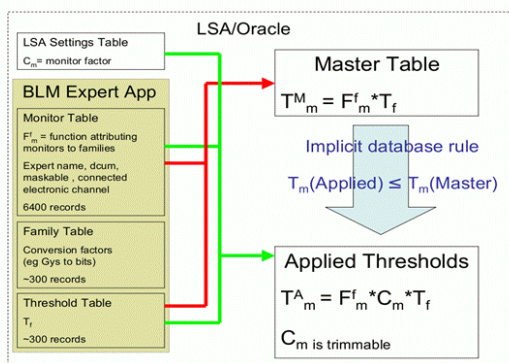 LSA/Oracle
LSA Settings Table
Cm= monitor factor
BLM Expert App
Monitor Table
Ffm = function attributing
monitors to families
Expert name, dcum,
maskable , connected
electronic channel
6400 records
Family Table
Conversion factors
(eg Gys to bits)
~300 records
Threshold Table
Tf
~300 records
Master Table
TMm = Ffm*Tf
Implicit database rule
Tm(Applied) ≤ Tm(Master)
Applied Thresholds
TAm = Ffm*Cm*Tf
Cm is trimmable